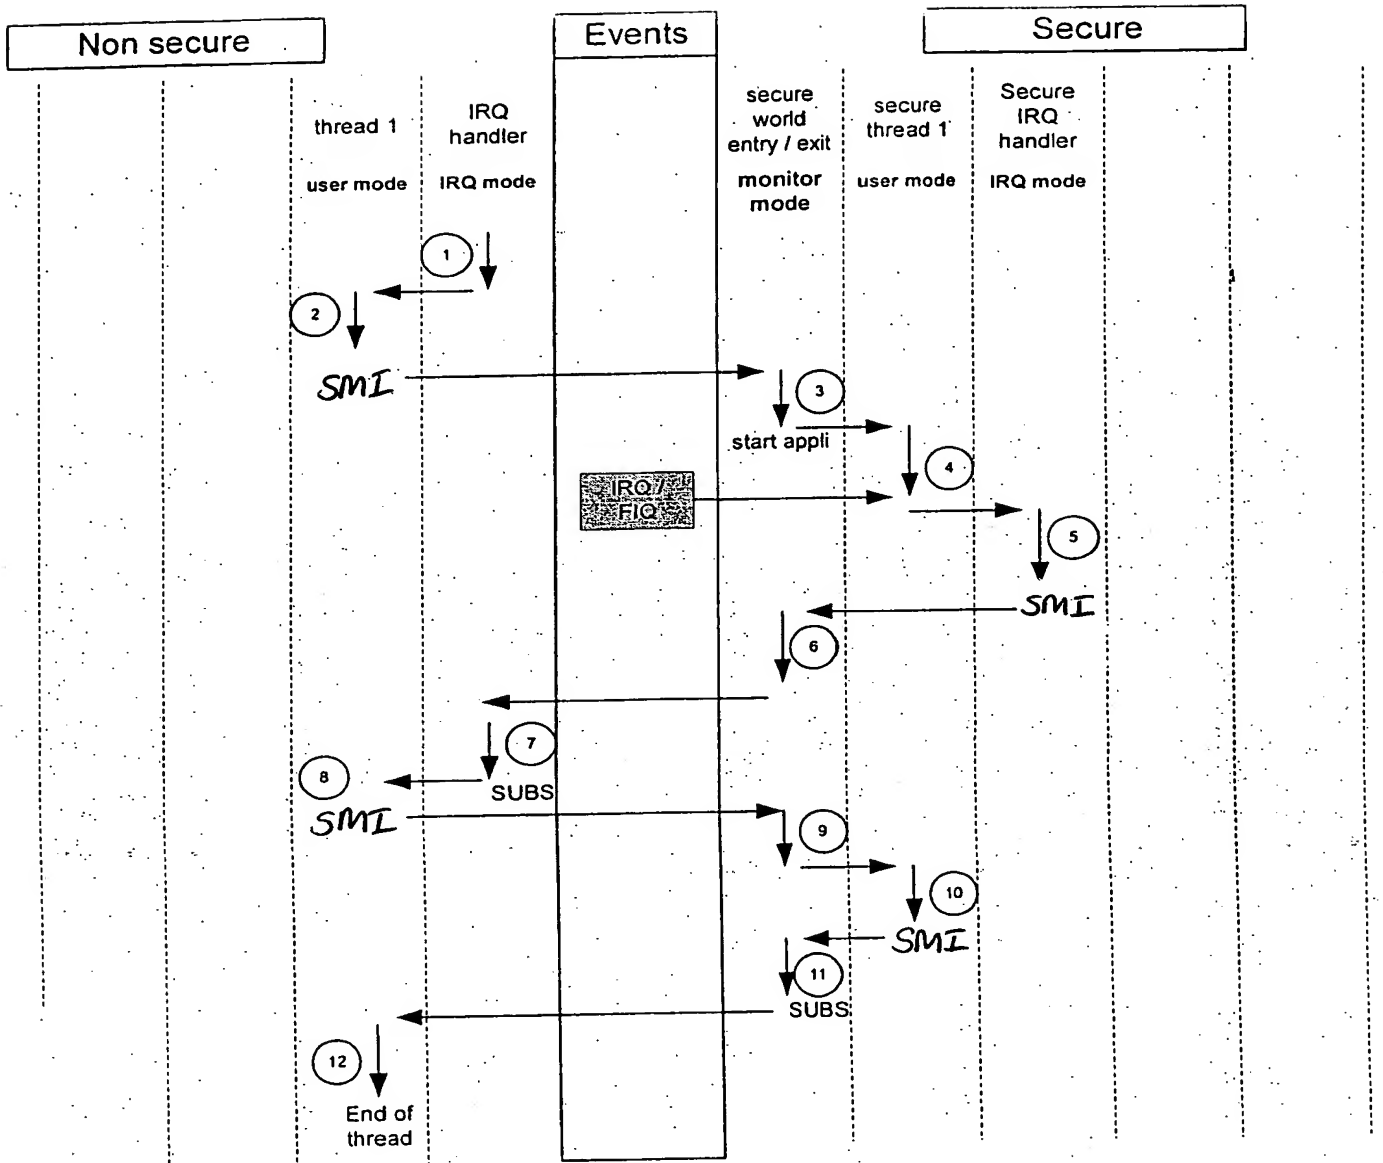 Non secure
Events
Secure
thread 1
user mode
IRQ
handler
IRQ mode
secure
world
entry / exit
monitor
mode
secure
thread 1
user mode
Secure
IRQ
handler
IRQ mode
1
2
SMI
3
start appli
4
IRQ /
FIQ
5
SMI
6
7
8
SUBS
SMI
9
10
SMI
11
SUBS
12
End of
thread